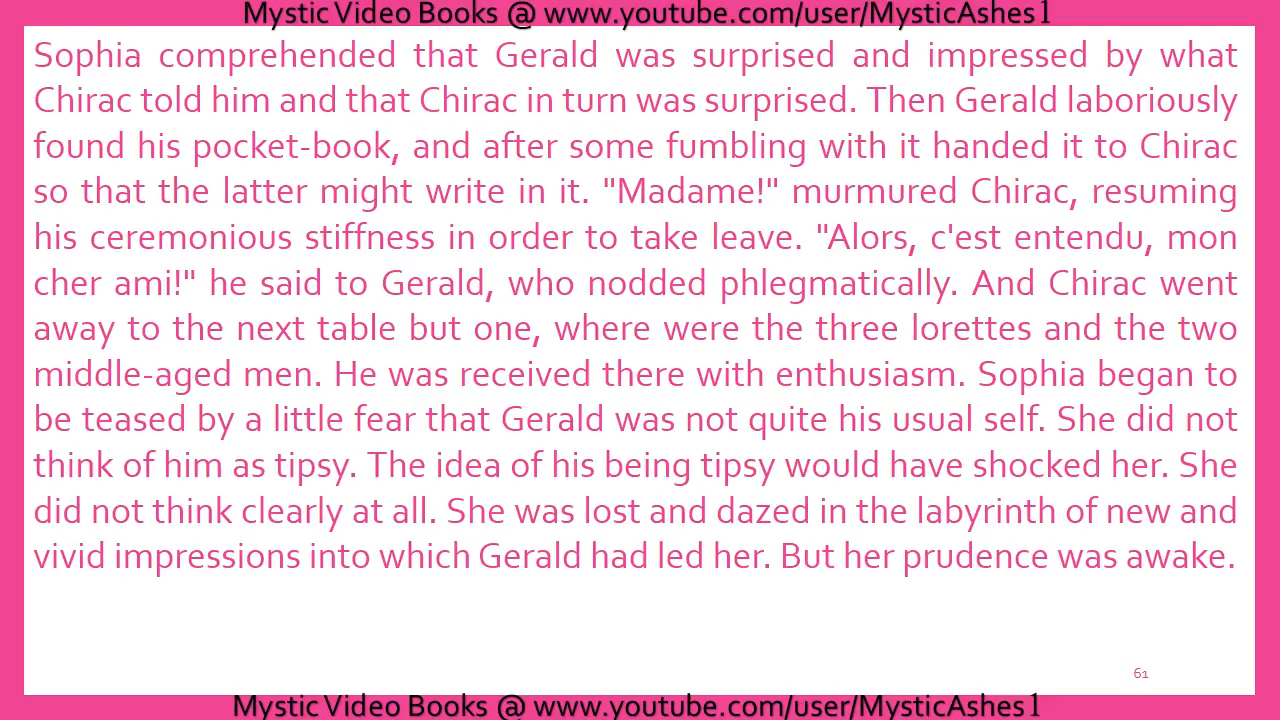 Mystic Video Books @ www.youtube.com/user/MysticAshes1
Sophia comprehended that Gerald was surprised and impressed by what
Chirac told him and that Chirac in turn was surprised. Then Gerald laboriously
found his pocket-book, and after some fumbling with it handed it to Chirac
so that the latter might write in it. "Madame!" murmured Chirac, resuming
his ceremonious stiffness in order to take leave. "Alors, c'est entendu, mon
cher ami!" he said to Gerald, who nodded phlegmatically. And Chirac went
away to the next table but one, where were the three lorettes and the two
middle-aged men. He was received there with enthusiasm. Sophia began to
be teased by a little fear that Gerald was not quite his usual self. She did not
think of him as tipsy. The idea of his being tipsy would have shocked her. She
did not think clearly at all. She was lost and dazed in the labyrinth of new and
vivid impressions into which Gerald had led her. But her prudence was awake.
61
Mystic Video Books @ www.youtube.com/user/MysticAshes1